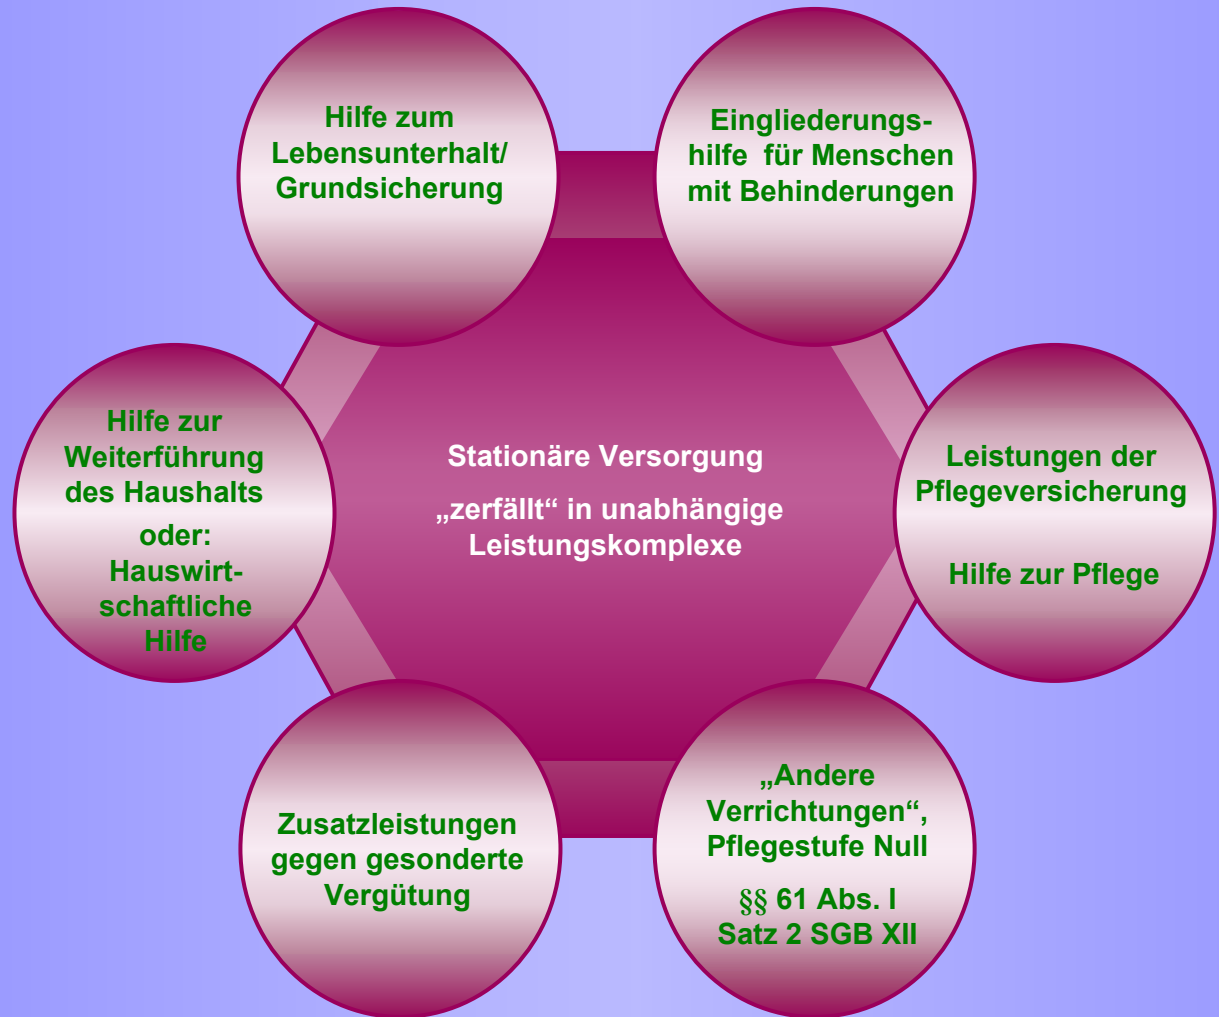 Hilfe zum
Lebensunterhalt/
Grundsicherung
Eingliederungs-
hilfe für Menschen
mit Behinderungen
Hilfe zur
Weiterführung
des Haushalts
oder:
Hauswirt-
schaftliche
Hilfe
Stationäre Versorgung
„zerfällt“ in unabhängige
Leistungskomplexe
Leistungen der
Pflegeversicherung
Hilfe zur Pflege
Zusatzleistungen
gegen gesonderte
Vergütung
„Andere
Verrichtungen“,
Pflegestufe Null
§§ 61 Abs. I
Satz 2 SGB XII